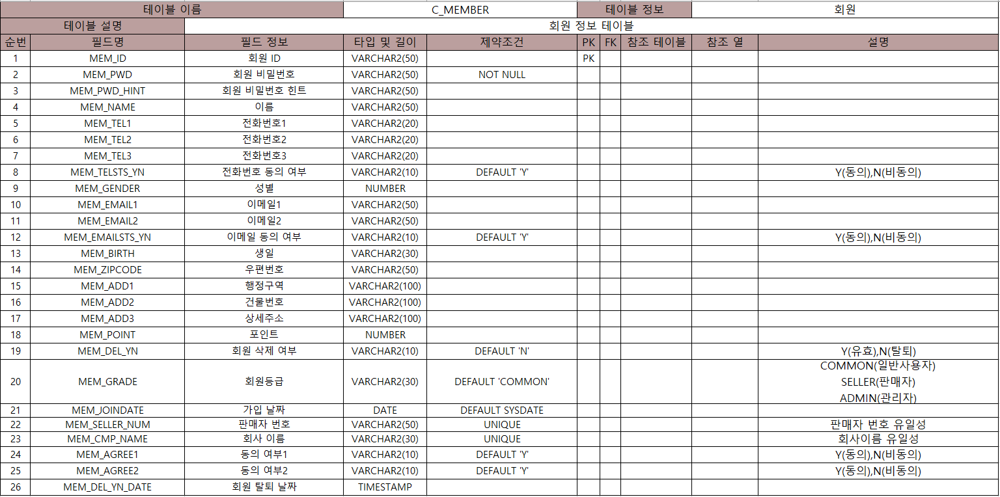 테이블 이름 C_MEMBER 테이블 정보 회원
테이블 설명 회원 정보 테이블
순번 필드명 필드 정보 타입 및 길이 제약조건 PK FK 참조 테이블 참조 열 설명
1 MEM_ID 회원 ID VARCHAR2(50) PK
2 MEM_PWD 회원 비밀번호 VARCHAR2(50) NOT NULL
3 MEM_PWD_HINT 회원 비밀번호 힌트 VARCHAR2(50)
4 MEM_NAME 이름 VARCHAR2(50)
5 MEM_TEL1 전화번호1 VARCHAR2(20)
6 MEM_TEL2 전화번호2 VARCHAR2(20)
7 MEM_TEL3 전화번호3 VARCHAR2(20)
8 MEM_TELSTS_YN 전화번호 동의 여부 VARCHAR2(10) DEFAULT 'Y' Y(동의),N(비동의)
9 MEM_GENDER 성별 NUMBER
10 MEM_EMAIL1 이메일1 VARCHAR2(50)
11 MEM_EMAIL2 이메일2 VARCHAR2(50)
12 MEM_EMAILSTS_YN 이메일 동의 여부 VARCHAR2(10) DEFAULT 'Y' Y(동의),N(비동의)
13 MEM_BIRTH 생일 VARCHAR2(30)
14 MEM_ZIPCODE 우편번호 VARCHAR2(50)
15 MEM_ADD1 행정구역 VARCHAR2(100)
16 MEM_ADD2 건물번호 VARCHAR2(100)
17 MEM_ADD3 상세주소 VARCHAR2(100)
18 MEM_POINT 포인트 NUMBER
19 MEM_DEL_YN 회원 삭제 여부 VARCHAR2(10) DEFAULT 'N' Y(유효),N(탈퇴)
COMMON(일반사용자)
20 MEM_GRADE 회원등급 VARCHAR2(30) DEFAULT 'COMMON' SELLER(판매자)
ADMIN(관리자)
21 MEM_JOINDATE 가입 날짜 DATE DEFAULT SYSDATE
22 MEM_SELLER_NUM 판매자 번호 VARCHAR2(50) UNIQUE 판매자 번호 유일성
23 MEM_CMP_NAME 회사 이름 VARCHAR2(30) UNIQUE 회사이름 유일성
24 MEM_AGREE1 동의 여부1 VARCHAR2(10) DEFAULT 'Y' Y(동의),N(비동의)
25 MEM_AGREE2 동의 여부2 VARCHAR2(10) DEFAULT 'Y' Y(동의),N(비동의)
26 MEM_DEL_YN_DATE 회원 탈퇴 날짜 TIMESTAMP